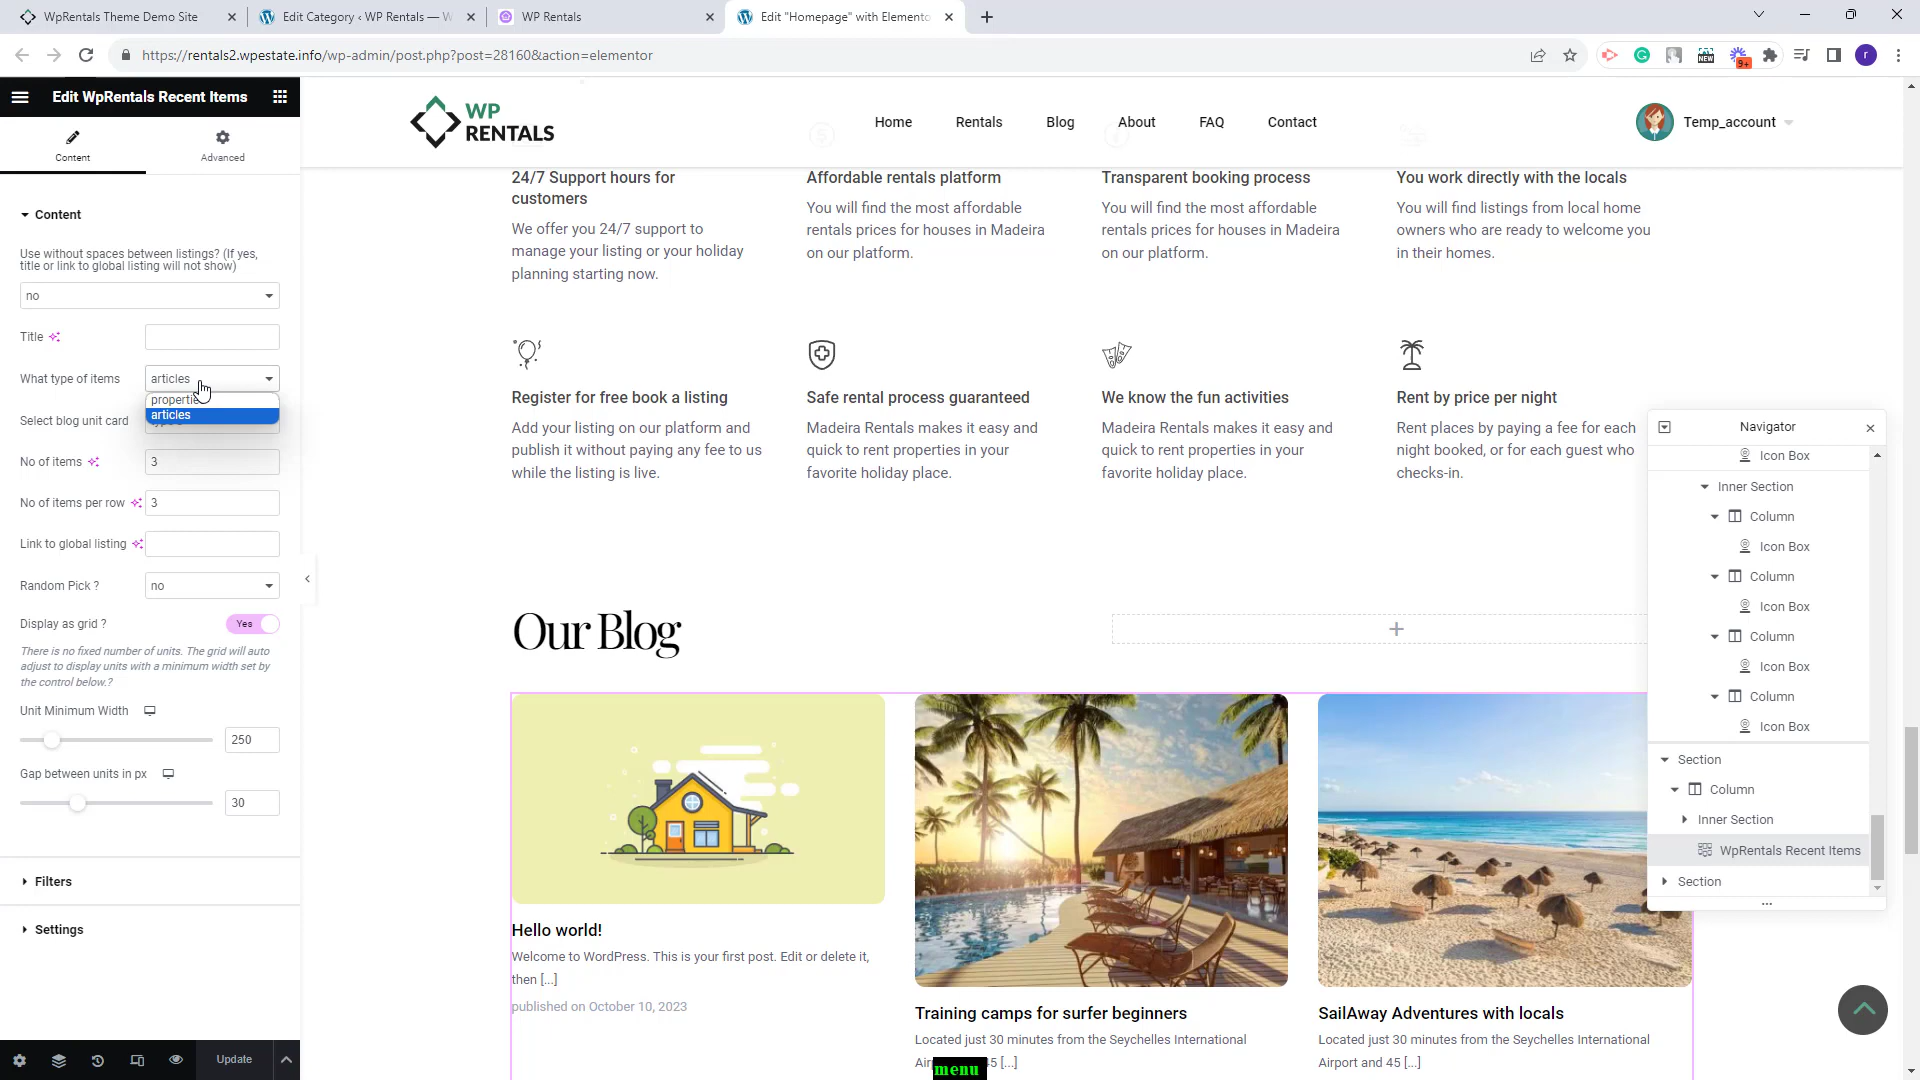 WpRentals Theme Demo Site
Edit Category ‹ WP Rentals — W
WP Rentals
Edit "Homepage" with Elemento
https://rentals2.wpestate.info/wp-admin/post.php?post=28160&action=elementor
NEW
9+
r
Edit WpRentals Recent Items
Content
Advanced
Content
Use without spaces between listings? (If yes,
title or link to global listing will not show)
no
Title
What type of items
articles
properties
articles
Select blog unit card
No of items
3
No of items per row
3
Link to global listing
Random Pick ?
no
Display as grid ?
Yes
There is no fixed number of units. The grid will auto
adjust to display units with a minimum width set by
the control below.?
Unit Minimum Width
250
Gap between units in px
30
Filters
Settings
Update
WP
RENTALS
Home
Rentals
Blog
About
FAQ
Contact
Temp_account
24/7 Support hours for
customers
We offer you 24/7 support to
manage your listing or your holiday
planning starting now.
Affordable rentals platform
You will find the most affordable
rentals prices for houses in Madeira
on our platform.
Transparent booking process
You will find the most affordable
rentals prices for houses in Madeira
on our platform.
You work directly with the locals
You will find listings from local home
owners who are ready to welcome you
in their homes.
Register for free book a listing
Add your listing on our platform and
publish it without paying any fee to us
while the listing is live.
Safe rental process guaranteed
Madeira Rentals makes it easy and
quick to rent properties in your
favorite holiday place.
We know the fun activities
Madeira Rentals makes it easy and
quick to rent properties in your
favorite holiday place.
Rent by price per night
Rent places by paying a fee for each
night booked, or for each guest who
checks-in.
Our Blog
Hello world!
Welcome to WordPress. This is your first post. Edit or delete it,
then [...]
published on October 10, 2023
Training camps for surfer beginners
Located just 30 minutes from the Seychelles International
45 [...]
SailAway Adventures with locals
Located just 30 minutes from the Seychelles International
Airport and 45 [...]
menu
Navigator
Icon Box
Inner Section
Column
Icon Box
Column
Icon Box
Column
Icon Box
Column
Icon Box
Section
Column
Inner Section
WpRentals Recent Items
Section